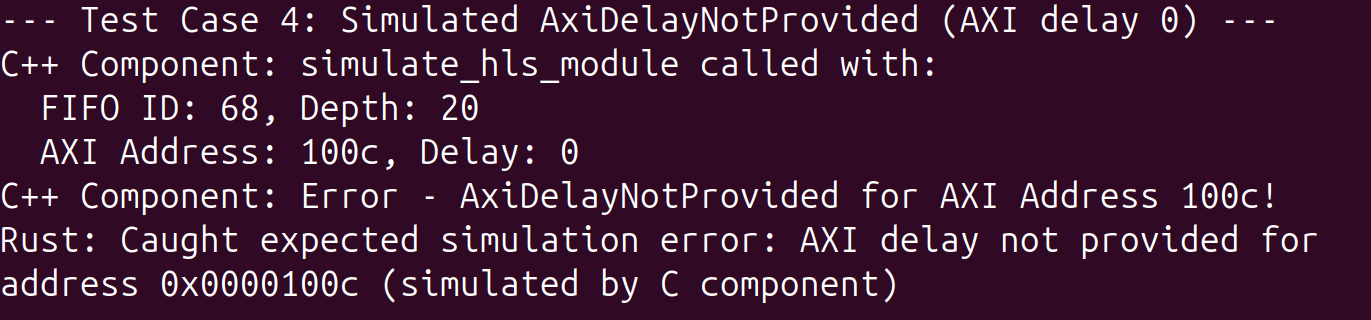 --- Test Case 4: Simulated AxiDelayNotProvided (AXI delay 0) ---
C++ Component: simulate_hls_module called with:
  FIFO ID: 68, Depth: 20
  AXI Address: 100c, Delay: 0
C++ Component: Error - AxiDelayNotProvided for AXI Address 100c!
Rust: Caught expected simulation error: AXI delay not provided for
address 0x0000100c (simulated by C component)